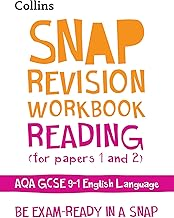 Collins
SNAP
REVISION
WORKBOOK
READING
(for papers 1 and 2)
AQA GCSE 9-1 English Language
BE EXAM-READY IN A SNAP